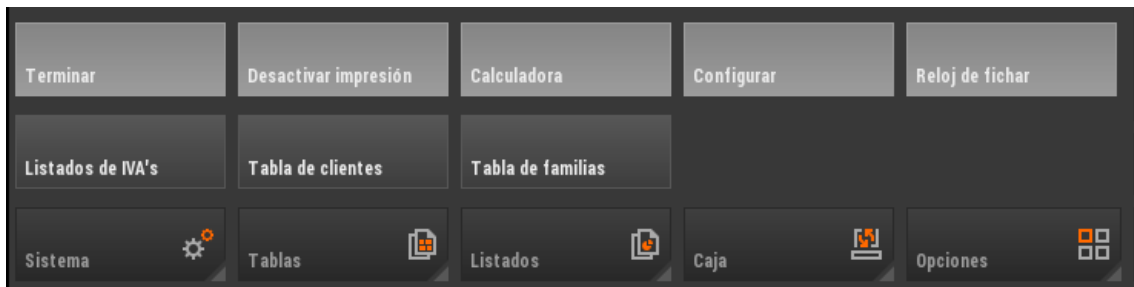 Terminar
Desactivar impresión
Calculadora
Configurar
Reloj de fichar
Listados de IVA's
Tabla de clientes
Tabla de familias
Sistema
Tablas
Listados
Caja
Opciones